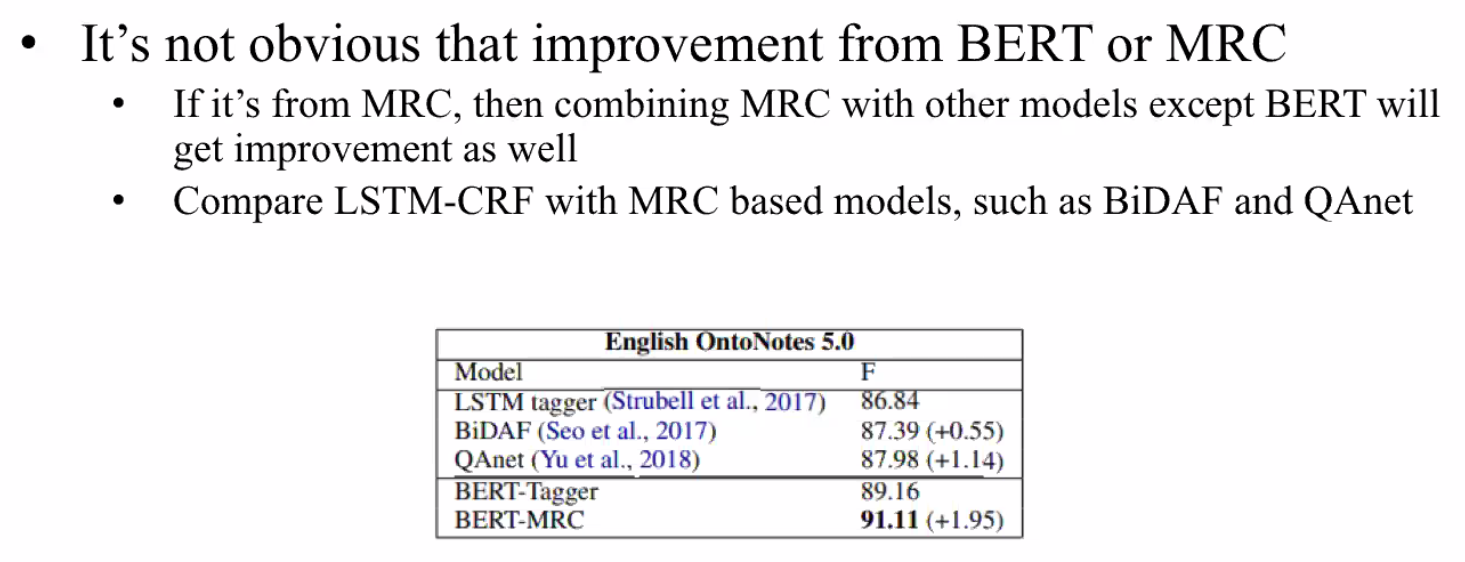 • It's not obvious that improvement from BERT or MRC
• If it's from MRC, then combining MRC with other models except BERT will
get improvement as well
• Compare LSTM-CRF with MRC based models, such as BiDAF and QAnet
English OntoNotes 5.0
Model F
LSTM tagger (Strubell et al., 2017) 86.84
BiDAF (Seo et al., 2017) 87.39 (+0.55)
QAnet (Yu et al., 2018) 87.98 (+1.14)
BERT-Tagger 89.16
BERT-MRC 91.11 (+1.95)